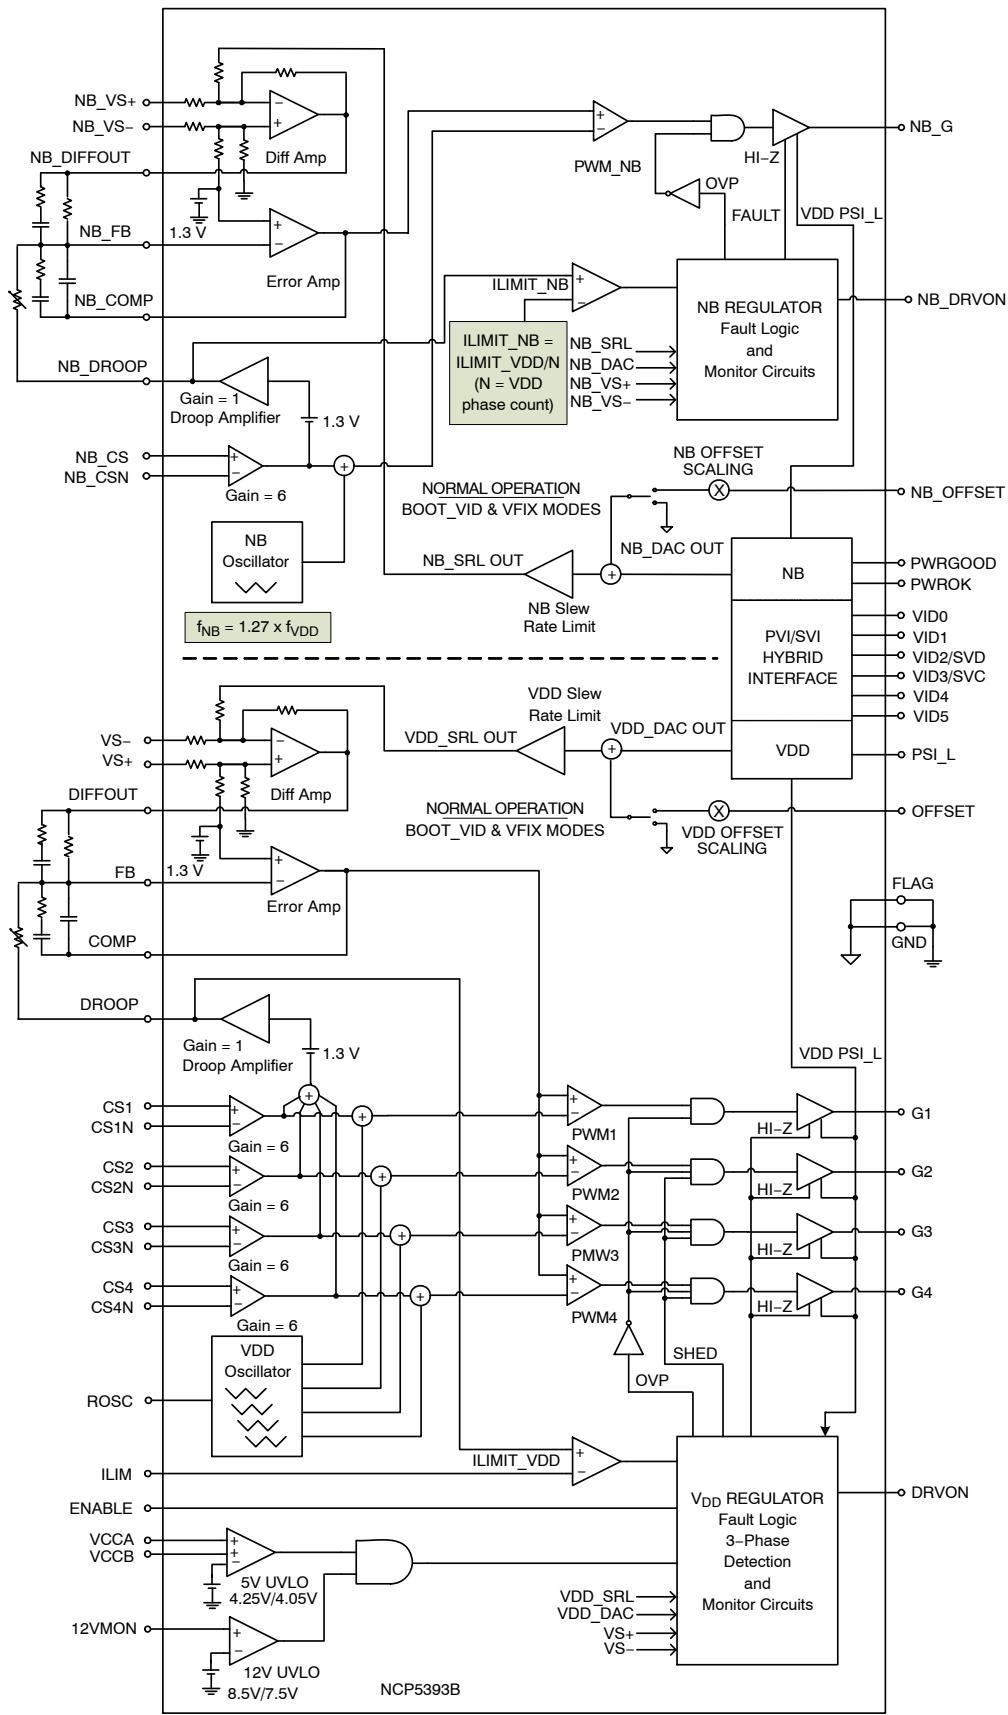 NB_VS+
NB_VS−
Diff Amp
NB_DIFFOUT
1.3 V
NB_FB
Error Amp
NB_COMP
NB_DROOP
Gain = 1
Droop Amplifier
1.3 V
NB_CS
NB_CSN
Gain = 6
NB
Oscillator
fNB = 1.27 x fVDD
PWM_NB
OVP
HI−Z
NB_G
FAULT
VDD PSI_L
ILIMIT_NB
ILIMIT_NB =
ILIMIT_VDD/N
(N = VDD
phase count)
NB_SRL
NB_DAC
NB_VS+
NB_VS−
NB REGULATOR
Fault Logic
and
Monitor Circuits
NB_DRVON
NB OFFSET
SCALING
X
NB_OFFSET
NORMAL OPERATION
BOOT_VID & VFIX MODES
NB_SRL OUT
NB_DAC OUT
NB Slew
Rate Limit
NB
PVI/SVI
HYBRID
INTERFACE
VDD
PWRGOOD
PWROK
VID0
VID1
VID2/SVD
VID3/SVC
VID4
VID5
PSI_L
VDD Slew
Rate Limit
VDD_SRL OUT
VDD_DAC OUT
NORMAL OPERATION
BOOT_VID & VFIX MODES
X
VDD OFFSET
SCALING
OFFSET
VS−
VS+
Diff Amp
DIFFOUT
1.3 V
FB
Error Amp
COMP
FLAG
GND
DROOP
Gain = 1
Droop Amplifier
1.3 V
VDD PSI_L
CS1
CS1N
Gain = 6
PWM1
HI−Z
G1
CS2
CS2N
Gain = 6
PWM2
HI−Z
G2
CS3
CS3N
Gain = 6
PMW3
HI−Z
G3
CS4
CS4N
Gain = 6
PWM4
HI−Z
G4
VDD
Oscillator
ROSC
SHED
OVP
ILIMIT_VDD
ILIM
ENABLE
VCCA
VCCB
5V UVLO
4.25V/4.05V
12VMON
12V UVLO
8.5V/7.5V
VDD REGULATOR
Fault Logic
3−Phase
Detection
and
Monitor Circuits
DRVON
VDD_SRL
VDD_DAC
VS+
VS−
NCP5393B